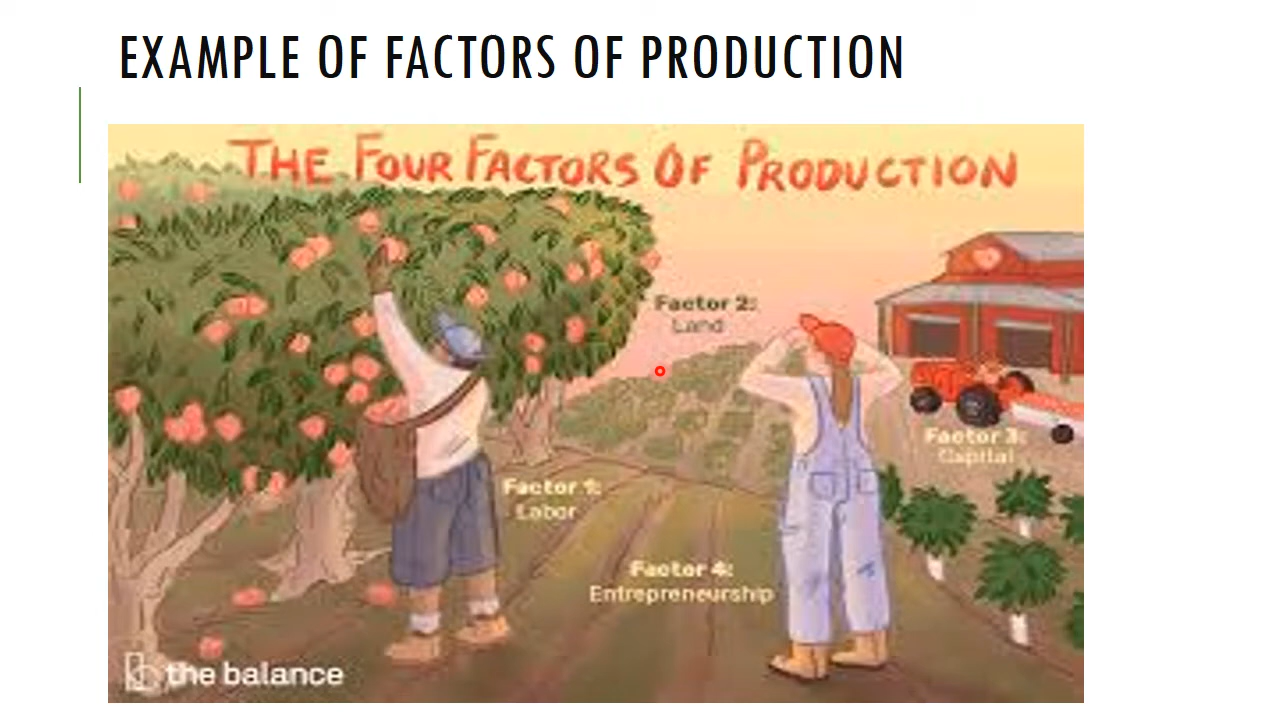 EXAMPLE OF FACTORS OF PRODUCTION
THE FOUR FACTORS OF PRODUCTION
Factor 2:
Land
Factor 3:
Capital
Factor 1:
Labor
Factor 4:
Entrepreneurship
the balance